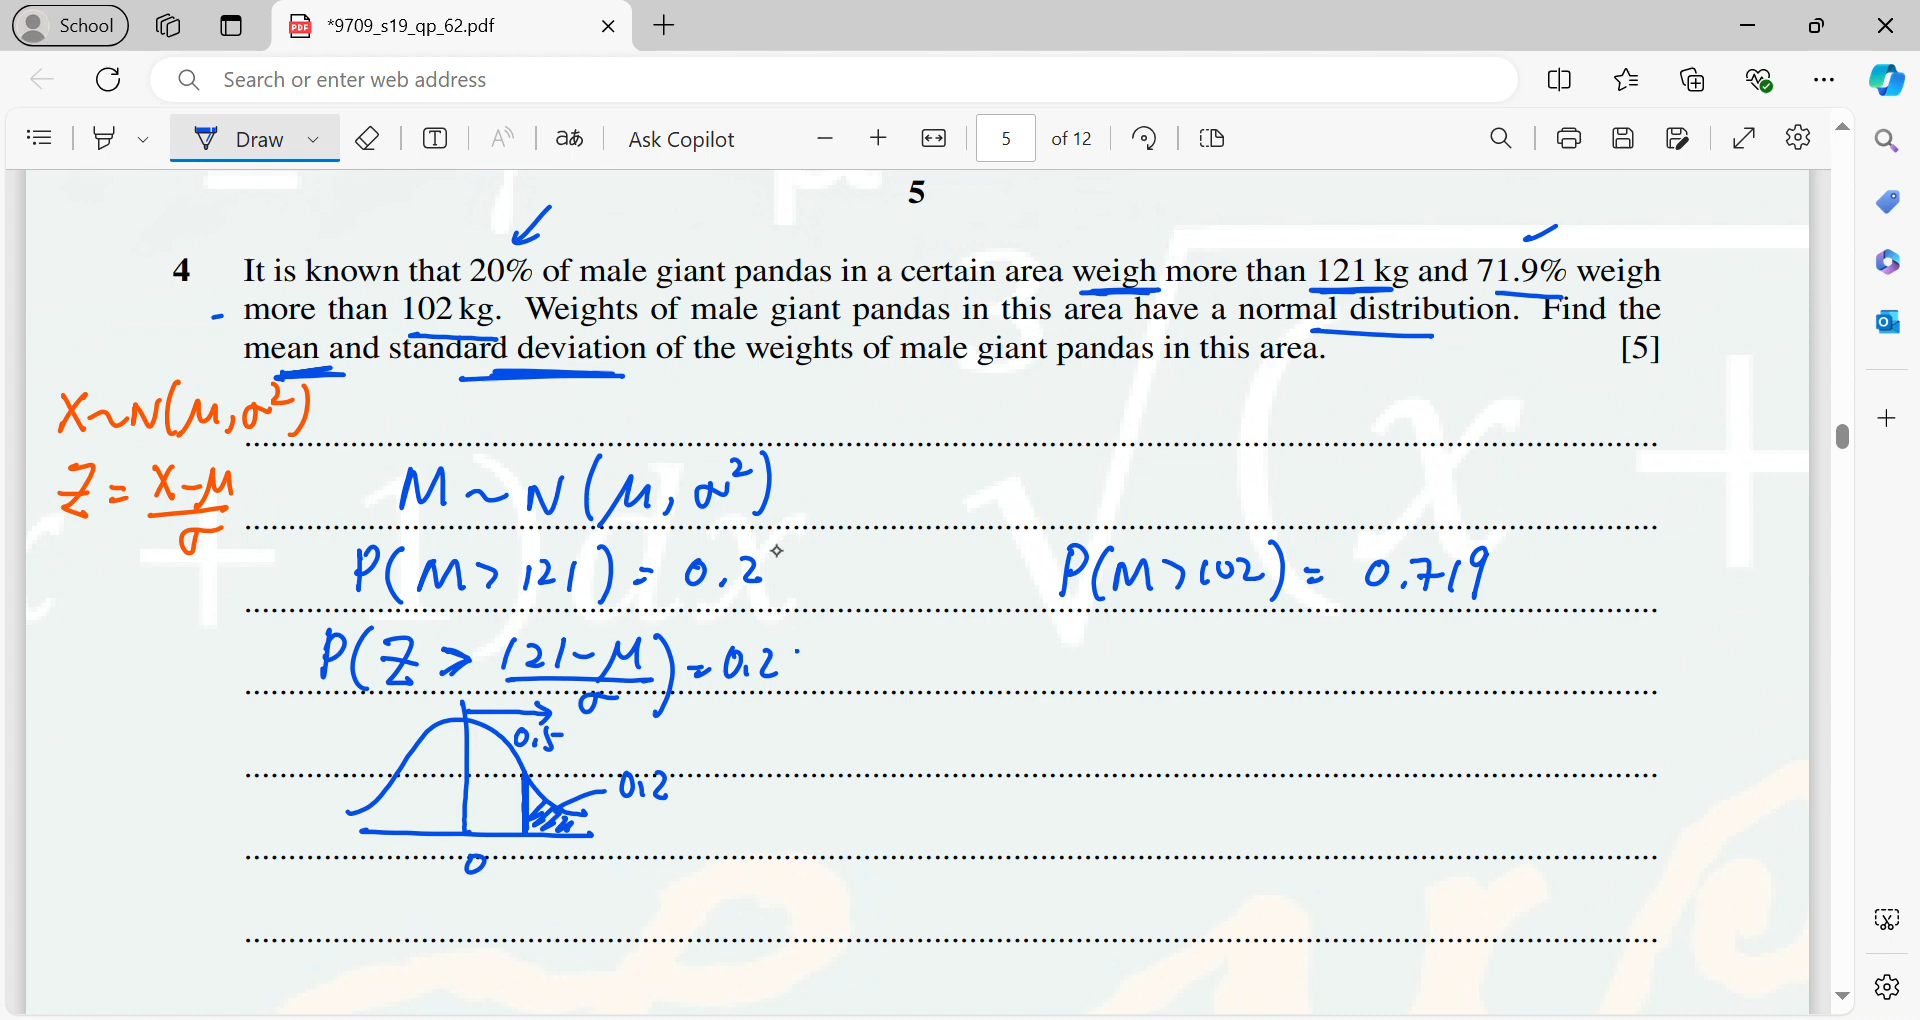 School
*9709_s19_qp_62.pdf
Search or enter web address
Draw
aあ
Ask Copilot
5 of 12
5
4 It is known that 20% of male giant pandas in a certain area weigh more than 121 kg and 71.9% weigh
more than 102 kg. Weights of male giant pandas in this area have a normal distribution. Find the
mean and standard deviation of the weights of male giant pandas in this area. [5]
X~N(μ,σ²)
Z = X-μ/σ
M ~ N(μ, σ²)
P(M > 121) = 0.2
P(M > 102) = 0.719
P(Z > 121-μ/σ) = 0.2
0.5
0.2
0